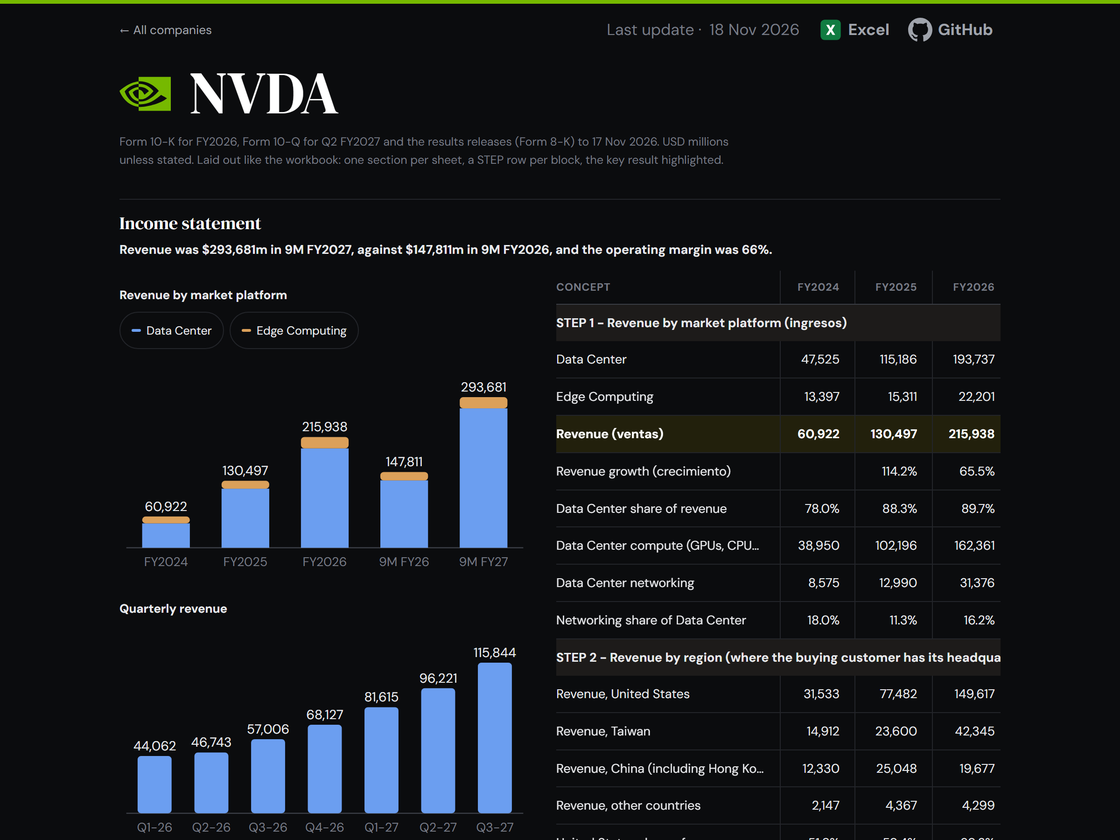 ← All companies
Last update · 18 Nov 2026
X Excel
GitHub
NVDA
Form 10-K for FY2026, Form 10-Q for Q2 FY2027 and the results releases (Form 8-K) to 17 Nov 2026. USD millions
unless stated. Laid out like the workbook: one section per sheet, a STEP row per block, the key result highlighted.
Income statement
Revenue was $293,681m in 9M FY2027, against $147,811m in 9M FY2026, and the operating margin was 66%.
Revenue by market platform
Data Center
Edge Computing
60,922
130,497
215,938
147,811
293,681
FY2024
FY2025
FY2026
9M FY26
9M FY27
Quarterly revenue
44,062
46,743
57,006
68,127
81,615
96,221
115,844
Q1-26
Q2-26
Q3-26
Q4-26
Q1-27
Q2-27
Q3-27
CONCEPT FY2024 FY2025 FY2026
STEP 1 – Revenue by market platform (ingresos)
Data Center 47,525 115,186 193,737
Edge Computing 13,397 15,311 22,201
Revenue (ventas) 60,922 130,497 215,938
Revenue growth (crecimiento) 114.2% 65.5%
Data Center share of revenue 78.0% 88.3% 89.7%
Data Center compute (GPUs, CPU... 38,950 102,196 162,361
Data Center networking 8,575 12,990 31,376
Networking share of Data Center 18.0% 11.3% 16.2%
STEP 2 – Revenue by region (where the buying customer has its headqua
Revenue, United States 31,533 77,482 149,617
Revenue, Taiwan 14,912 23,600 42,345
Revenue, China (including Hong Ko... 12,330 25,048 19,677
Revenue, other countries 2,147 4,367 4,299